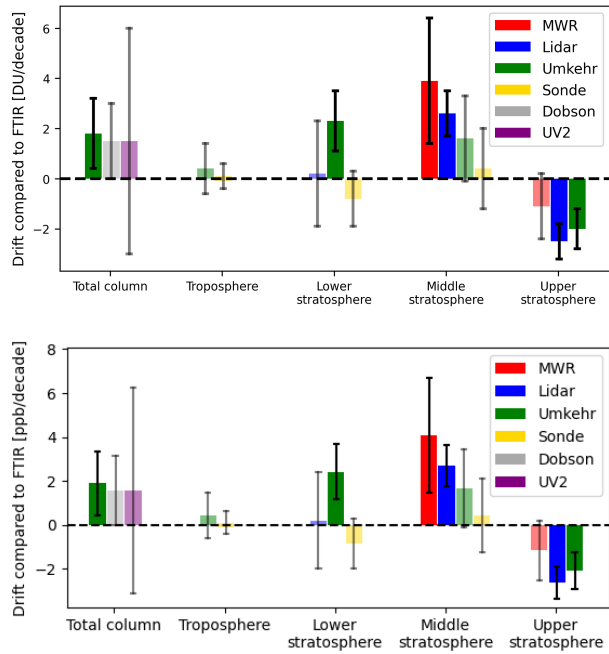 6
4
2
0
−2
Drift compared to FTIR [DU/decade]
MWR
Lidar
Umkehr
Sonde
Dobson
UV2
Total column
Troposphere
Lower
stratosphere
Middle
stratosphere
Upper
stratosphere
8
6
4
2
0
−2
Drift compared to FTIR [ppb/decade]
MWR
Lidar
Umkehr
Sonde
Dobson
UV2
Total column
Troposphere
Lower
stratosphere
Middle
stratosphere
Upper
stratosphere